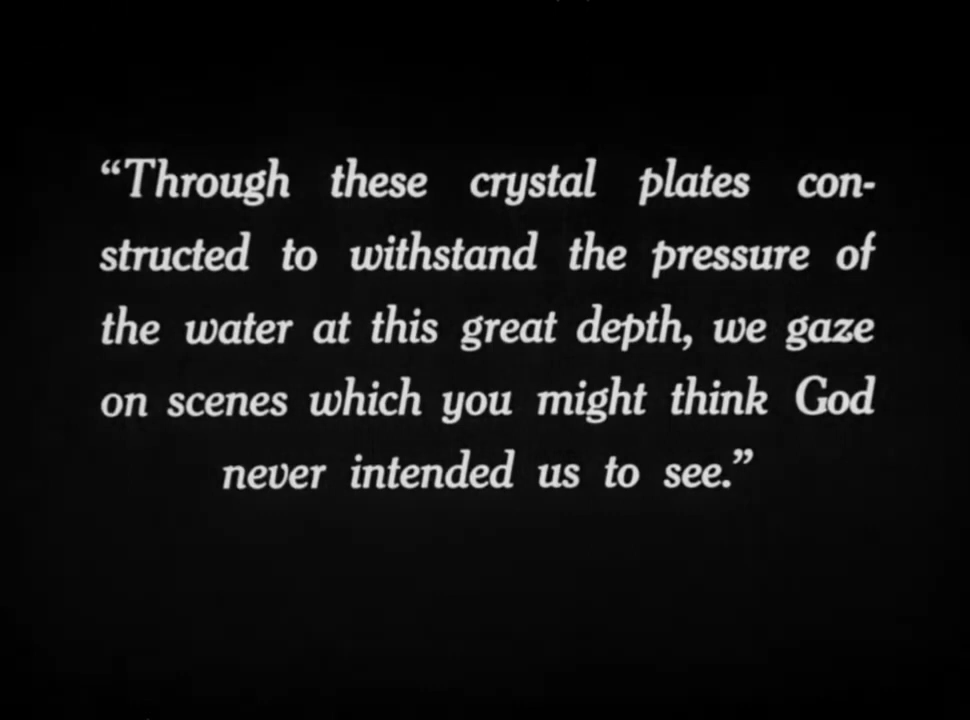 “Through these crystal plates con-
structed to withstand the pressure of
the water at this great depth, we gaze
on scenes which you might think God
never intended us to see.”